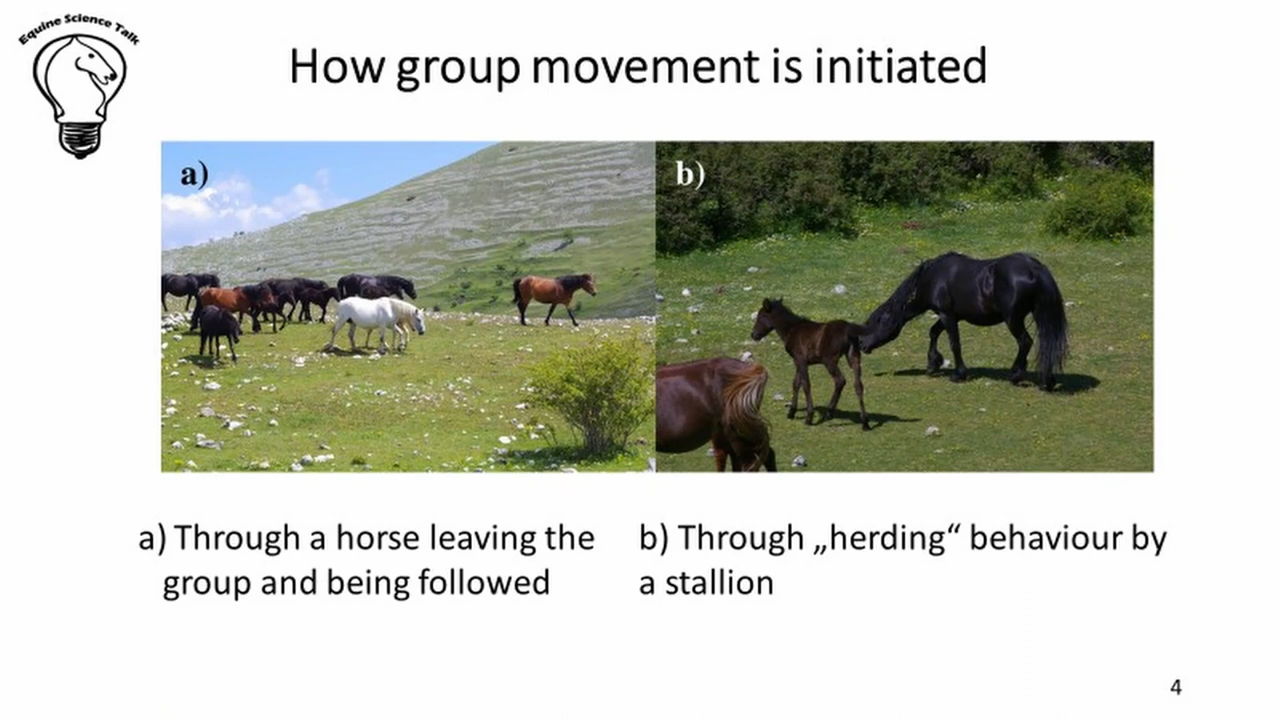 Equine Science Talk
How group movement is initiated
a)
b)
a) Through a horse leaving the
group and being followed
b) Through „herding“ behaviour by
a stallion
4